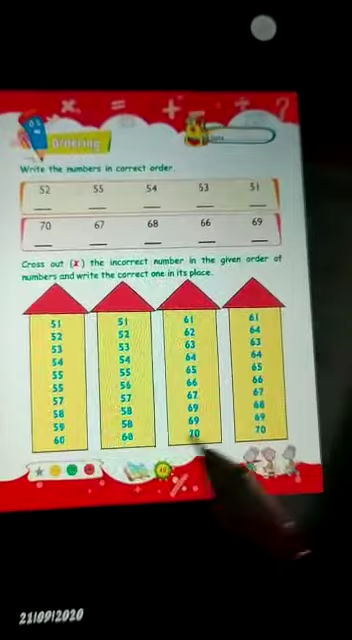 Ordering
Date
Write the numbers in correct order.
52 55 54 53 51
70 67 68 66 69
Cross out (x) the incorrect number in the given order of
numbers and write the correct one in its place.
51 51 61 61
52 52 62 64
53 53 63 63
54 54 64 64
55 55 65 65
55 56 66 66
57 57 67 67
58 58 69 68
59 58 69 69
60 60 70 70
21/09/2020